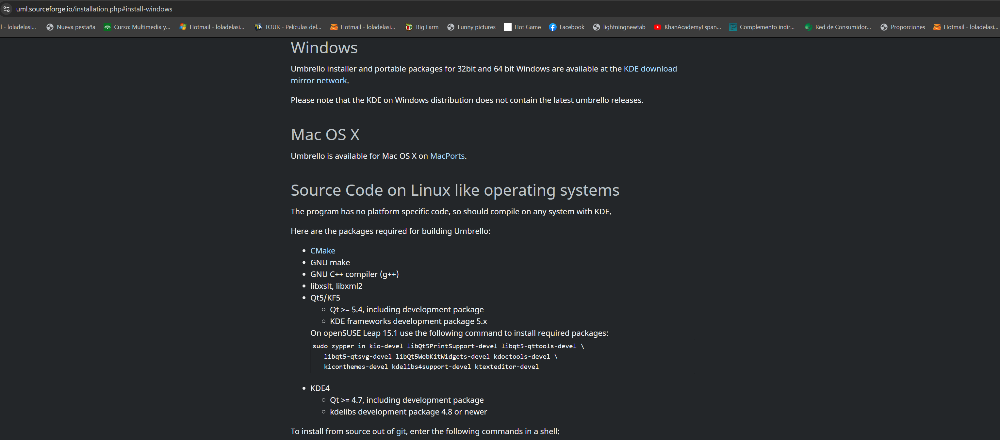 uml.sourceforge.io/installation.php#install-windows
l - loladelasi... Nueva pestaña Curso: Multimedia y... Hotmail - loladelasi... TOUR - Películas del... Hotmail - loladelasi... Big Farm Funny pictures Hot Game Facebook lightningnewtab KhanAcademyEspan... Complemento indir... Red de Consumidor... Proporciones Hotmail - loladelasi...
Windows
Umbrello installer and portable packages for 32bit and 64 bit Windows are available at the KDE download
mirror network.
Please note that the KDE on Windows distribution does not contain the latest umbrello releases.
Mac OS X
Umbrello is available for Mac OS X on MacPorts.
Source Code on Linux like operating systems
The program has no platform specific code, so should compile on any system with KDE.
Here are the packages required for building Umbrello:
• CMake
• GNU make
• GNU C++ compiler (g++)
• libxslt, libxml2
• Qt5/KF5
○ Qt >= 5.4, including development package
○ KDE frameworks development package 5.x
On openSUSE Leap 15.1 use the following command to install required packages:
sudo zypper in kio-devel libQt5PrintSupport-devel libqt5-qttools-devel \
libqt5-qtsvg-devel libQt5WebKitWidgets-devel kdoctools-devel \
kiconthemes-devel kdelibs4support-devel ktexteditor-devel
• KDE4
○ Qt >= 4.7, including development package
○ kdelibs development package 4.8 or newer
To install from source out of git, enter the following commands in a shell: